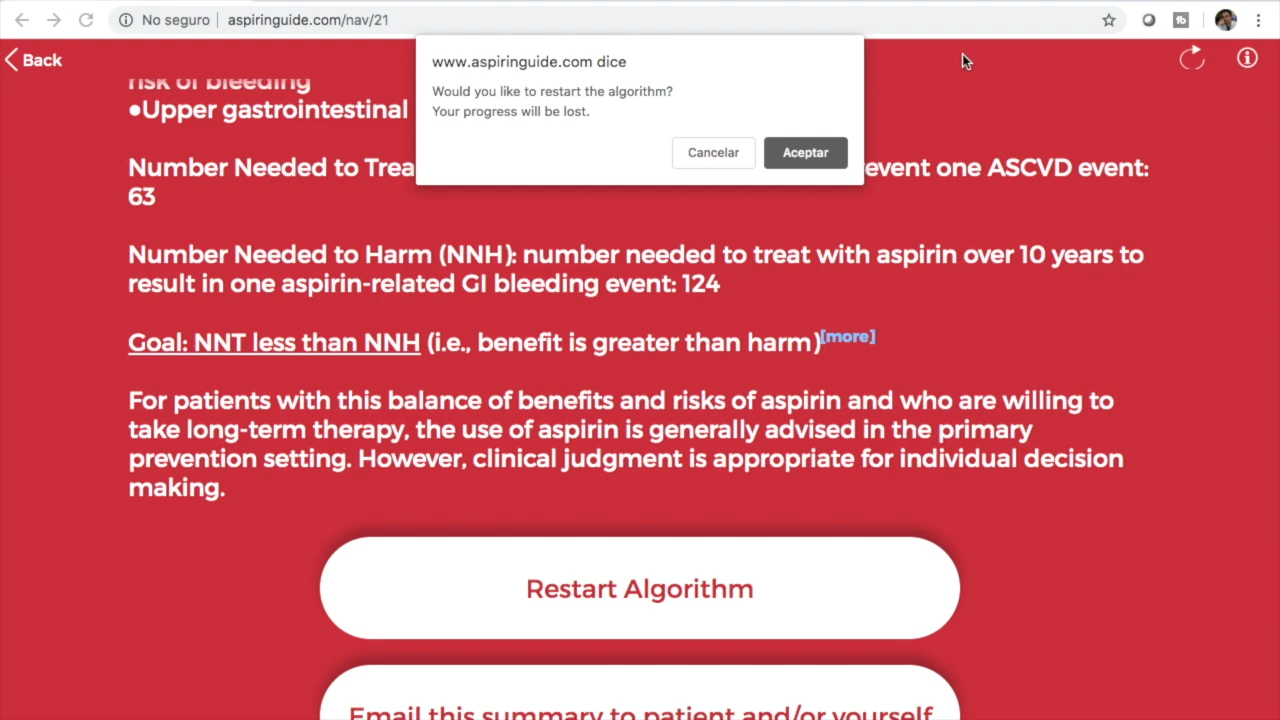 No seguro
aspiringuide.com/nav/21
Back
www.aspiringuide.com dice
Would you like to restart the algorithm?
Your progress will be lost.
Cancelar
Aceptar
risk of bleeding
●Upper gastrointestinal
Number Needed to Trea
event one ASCVD event:
63
Number Needed to Harm (NNH): number needed to treat with aspirin over 10 years to
result in one aspirin-related GI bleeding event: 124
Goal: NNT less than NNH (i.e., benefit is greater than harm)[more]
For patients with this balance of benefits and risks of aspirin and who are willing to
take long-term therapy, the use of aspirin is generally advised in the primary
prevention setting. However, clinical judgment is appropriate for individual decision
making.
Restart Algorithm
Email this summary to patient and/or yourself